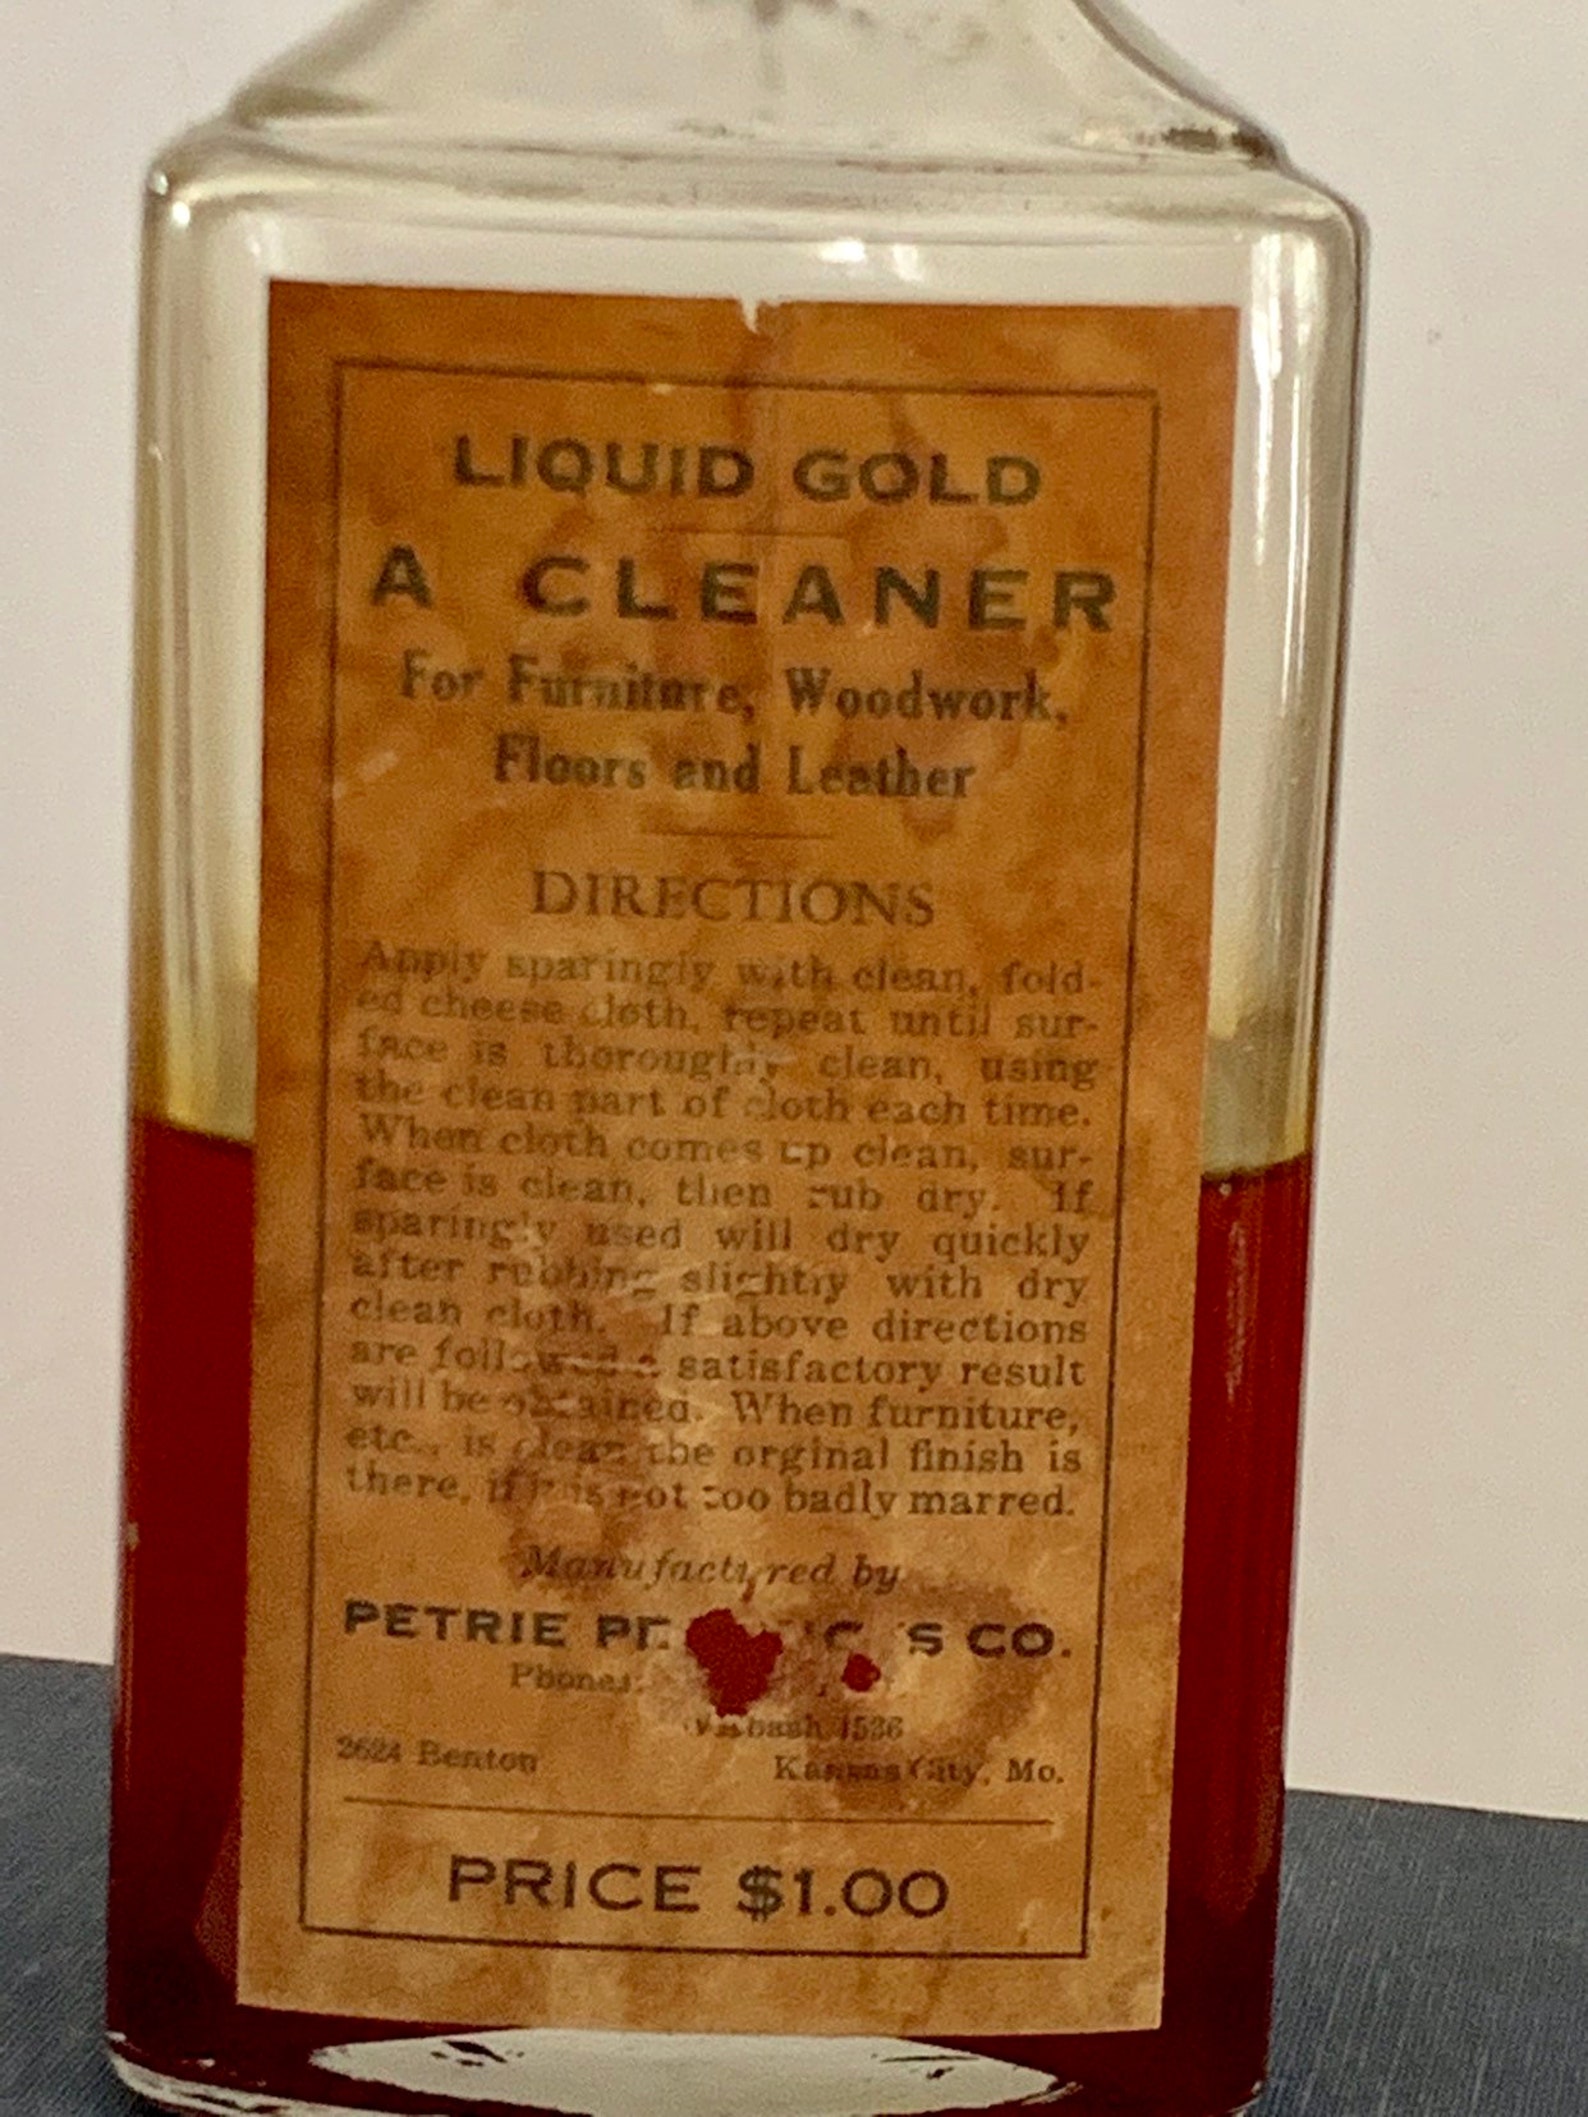 LIQUID GOLD
A CLEANER
For Furniture, Woodwork,
Floors and Leather
DIRECTIONS
Apply sparingly with clean, fold-
ed cheese cloth, repeat until sur-
face is thoroughly clean, using
the clean part of cloth each time.
When cloth comes up clean, sur-
face is clean, then rub dry. If
sparingly used will dry quickly
after rubbing slightly with dry
clean cloth. If above directions
are followed a satisfactory result
will be obtained. When furniture,
etc., is clean the orginal finish is
there, if it is not too badly marred.
Manufactured by
PETRIE CO.
Phones:
Wabash 1536
2624 Benton Kansas City, Mo.
PRICE $1.00